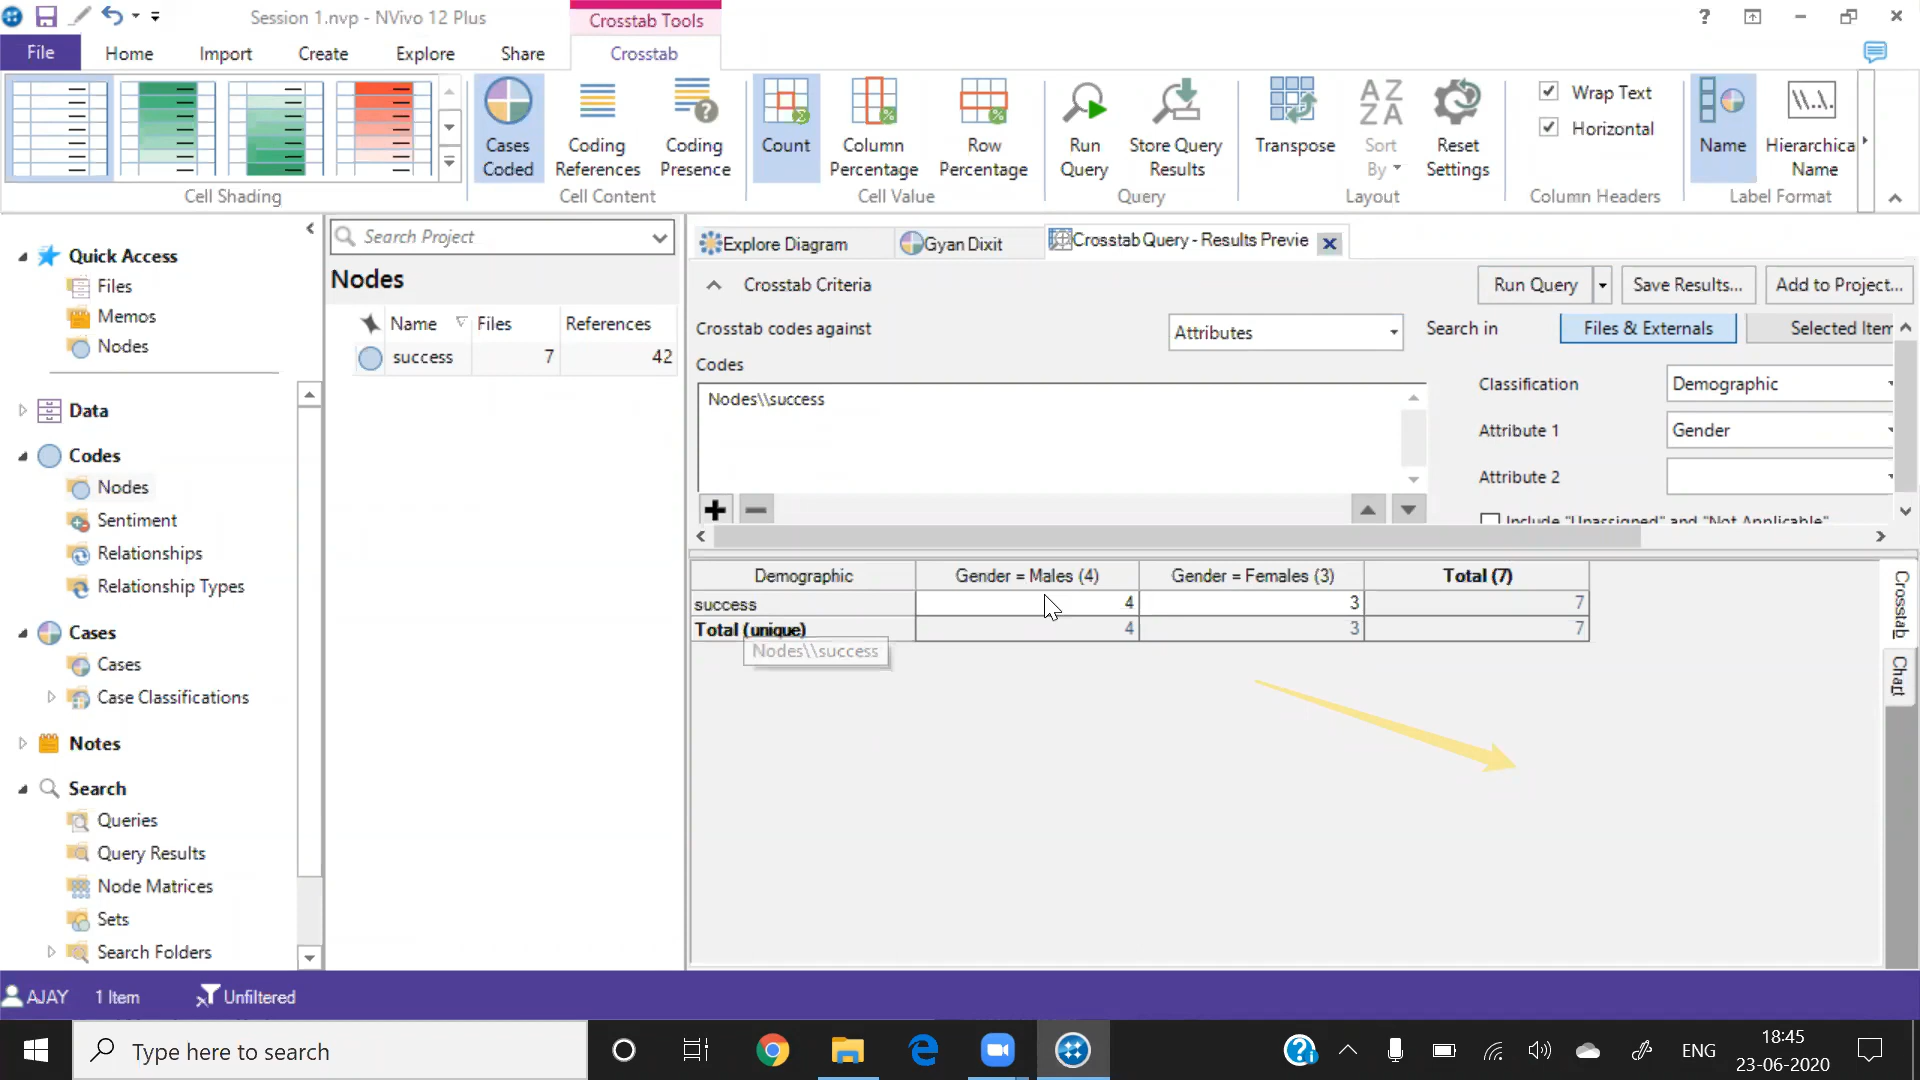 Session 1.nvp - NVivo 12 Plus
Crosstab Tools
File
Home
Import
Create
Explore
Share
Crosstab
Cases Coded
Coding References
Coding Presence
Count
Column Percentage
Row Percentage
Run Query
Store Query Results
Transpose
Sort By
Reset Settings
Wrap Text
Horizontal
Name
Hierarchica Name
Cell Shading
Cell Content
Cell Value
Query
Layout
Column Headers
Label Format
Quick Access
Files
Memos
Nodes
Data
Codes
Nodes
Sentiment
Relationships
Relationship Types
Cases
Cases
Case Classifications
Notes
Search
Queries
Query Results
Node Matrices
Sets
Search Folders
Search Project
Nodes
Name Files References
success 7 42
Explore Diagram
Gyan Dixit
Crosstab Query - Results Previe
Crosstab Criteria
Run Query
Save Results...
Add to Project...
Crosstab codes against
Attributes
Search in
Files & Externals
Selected Item
Codes
Nodes\\success
Classification
Demographic
Attribute 1
Gender
Attribute 2
Include "Unassigned" and "Not Applicable"
Demographic Gender = Males (4) Gender = Females (3) Total (7)
success 4 3 7
Total (unique) 4 3 7
Nodes\\success
Crosstab
Chart
AJAY
1 Item
Unfiltered
Type here to search
ENG
18:45
23-06-2020